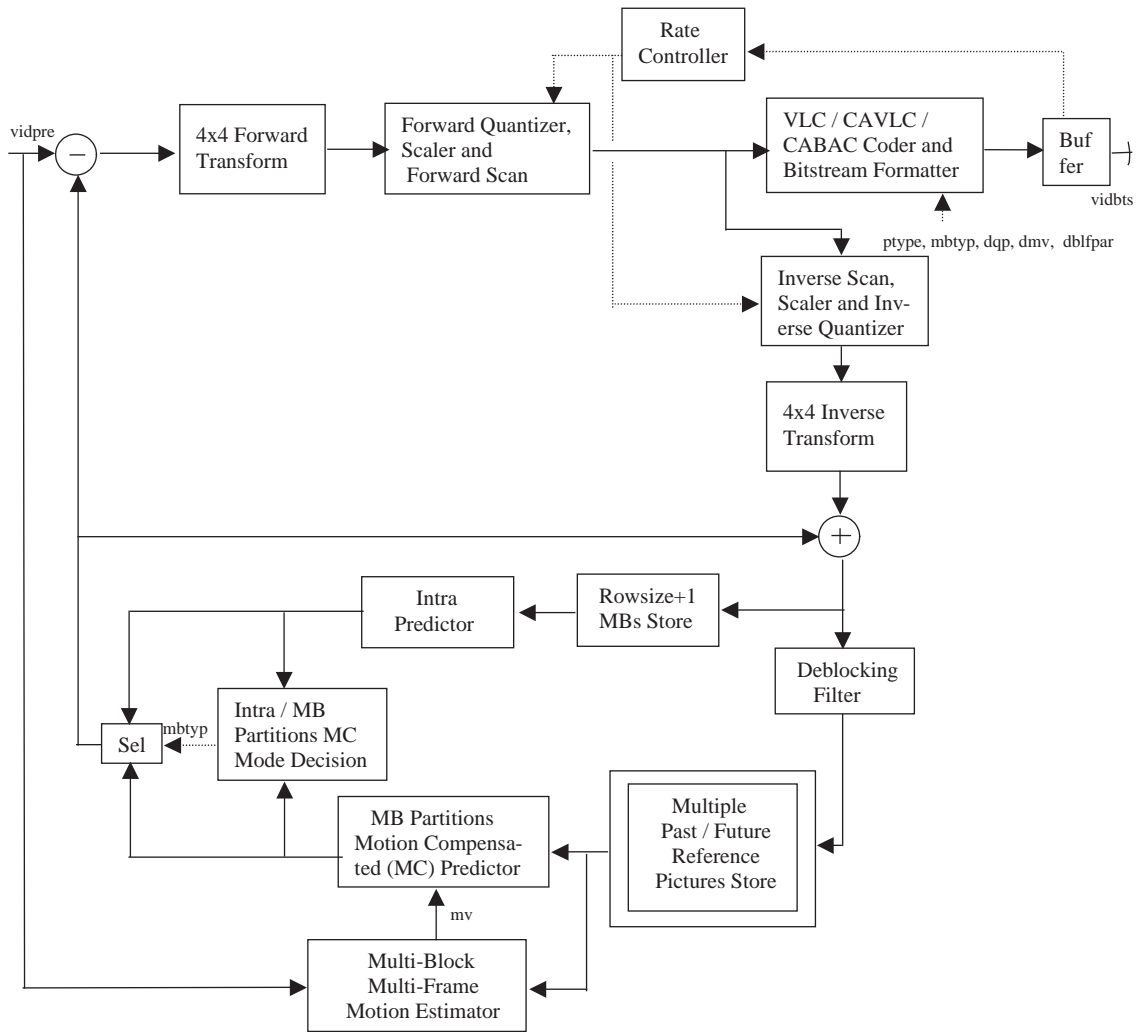 Rate
Controller
vidpre
−
4x4 Forward
Transform
Forward Quantizer,
Scaler and
Forward Scan
VLC / CAVLC /
CABAC Coder and
Bitstream Formatter
Buf
fer
vidbts
ptype, mbtyp, dqp, dmv, dblfpar
Inverse Scan,
Scaler and Inv-
erse Quantizer
4x4 Inverse
Transform
+
Intra
Predictor
Rowsize+1
MBs Store
Deblocking
Filter
Sel
mbtyp
Intra / MB
Partitions MC
Mode Decision
MB Partitions
Motion Compensa-
ted (MC) Predictor
Multiple
Past / Future
Reference
Pictures Store
mv
Multi-Block
Multi-Frame
Motion Estimator